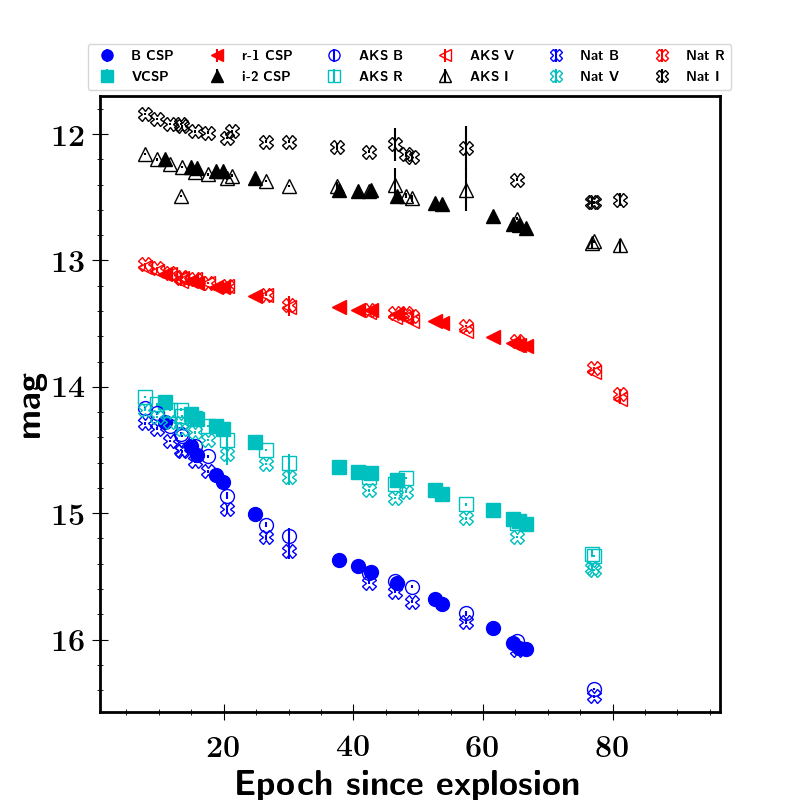 B CSP r-1 CSP AKS B AKS V Nat B Nat R
VCSP i-2 CSP AKS R AKS I Nat V Nat I
12
13
14
15
16
mag
20 40 60 80
Epoch since explosion